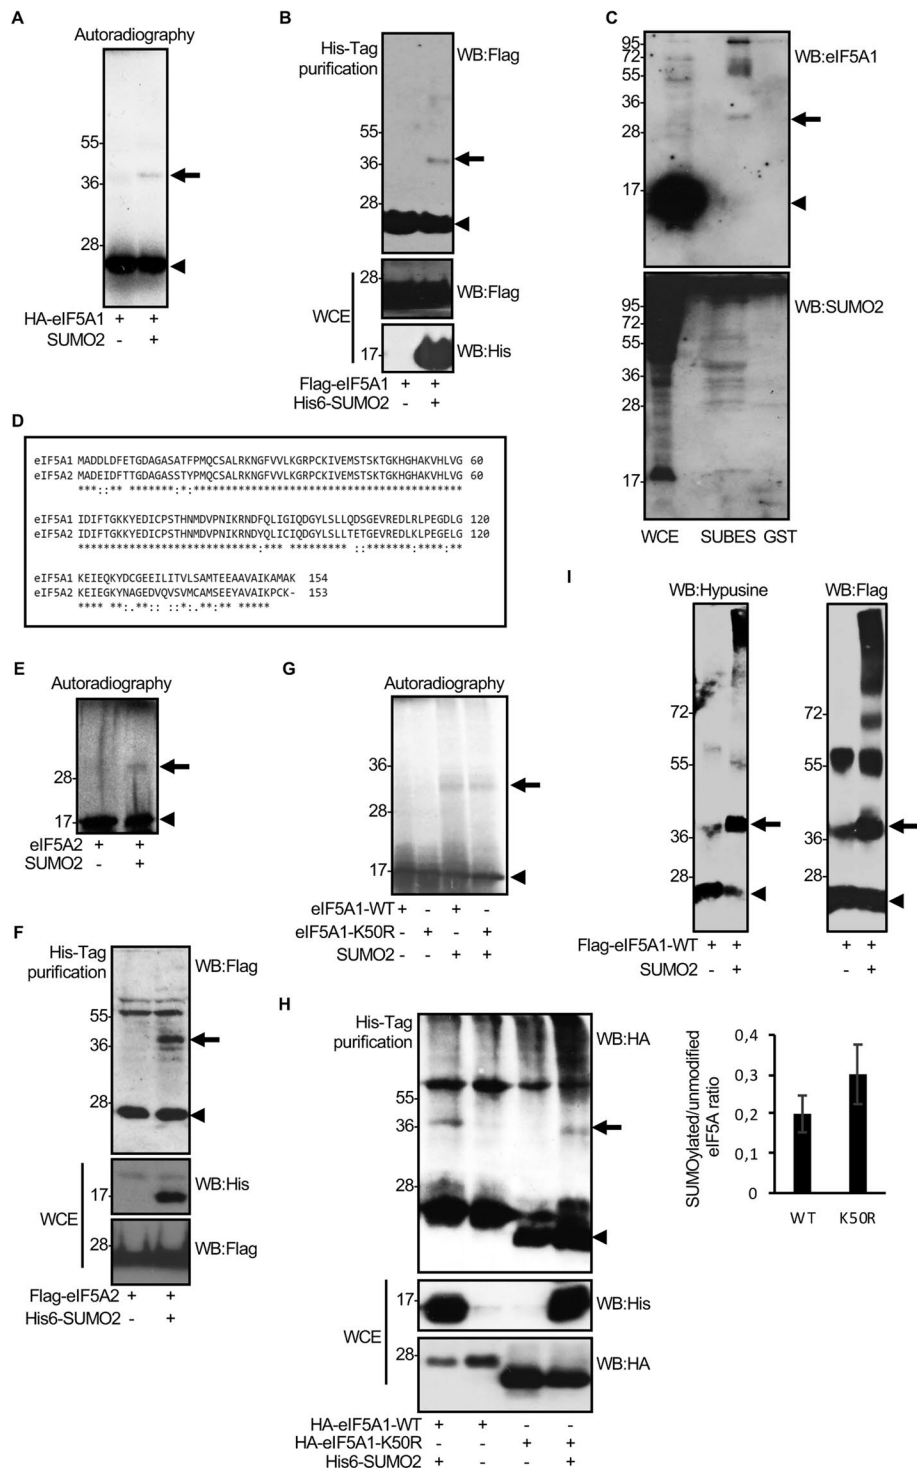 A
Autoradiography
55
36
28
HA-eIF5A1 + +
SUMO2 - +
B
His-Tag
purification
WB:Flag
55
36
28
28
WCE
WB:Flag
17
WB:His
Flag-eIF5A1 + +
His6-SUMO2 - +
C
95
72
55
36
28
17
WB:eIF5A1
95
72
55
36
28
17
WB:SUMO2
WCE SUBES GST
D
eIF5A1 MADDLDFETGDAGASATFPMQCSALRKNGFVVLKGRPCKIVEMSTSKTGKHGHAKVHLVG 60
eIF5A2 MADEIDFTTGDAGASSTYPMQCSALRKNGFVVLKGRPCKIVEMSTSKTGKHGHAKVHLVG 60
***::** *******:*:******************************************
eIF5A1 IDIFTGKKYEDICPSTHNMDVPNIKRNDFQLIGIQDGYLSLLQDSGEVREDLRLPEGDLG 120
eIF5A2 IDIFTGKKYEDICPSTHNMDVPNIKRNDYQLICIQDGYLSLLTETGEVREDLKLPEGELG 120
****************************:*** ********* ::*******:****:**
eIF5A1 KEIEQKYDCGEEILITVLSAMTEEAAVAIKAMAK 154
eIF5A2 KEIEGKYNAGEDVQVSVMCAMSEEYAVAIKPCK- 153
**** **:.**:: ::*:.**:** *****
E
Autoradiography
28
17
eIF5A2 + +
SUMO2 - +
F
His-Tag
purification
WB:Flag
55
36
28
WCE
17
WB:His
28
WB:Flag
Flag-eIF5A2 + +
His6-SUMO2 - +
G
Autoradiography
36
28
17
eIF5A1-WT + - + -
eIF5A1-K50R - + - +
SUMO2 - - + +
H
His-Tag
purification
WB:HA
55
36
28
WCE
17
WB:His
28
WB:HA
HA-eIF5A1-WT + + - -
HA-eIF5A1-K50R - - + +
His6-SUMO2 + - - +
SUMOylated/unmodified
eIF5A ratio
0,4
0,3
0,2
0,1
0
WT K50R
I
WB:Hypusine WB:Flag
72
55
36
28
72
55
36
28
Flag-eIF5A1-WT + + + +
SUMO2 - + - +